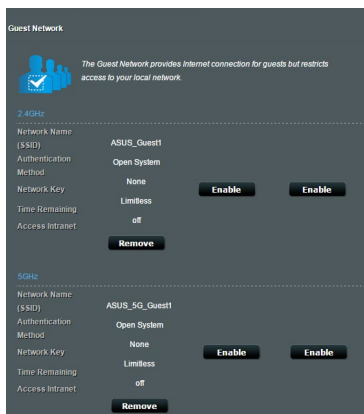 Guest Network
The Guest Network provides Internet connection for guests but restricts
access to your local network.
2.4GHz
Network Name
(SSID)
ASUS_Guest1
Authentication
Method
Open System
Network Key
None
Enable
Enable
Time Remaining
Limitless
Access Intranet
off
Remove
5GHz
Network Name
(SSID)
ASUS_5G_Guest1
Authentication
Method
Open System
Network Key
None
Enable
Enable
Time Remaining
Limitless
Access Intranet
off
Remove